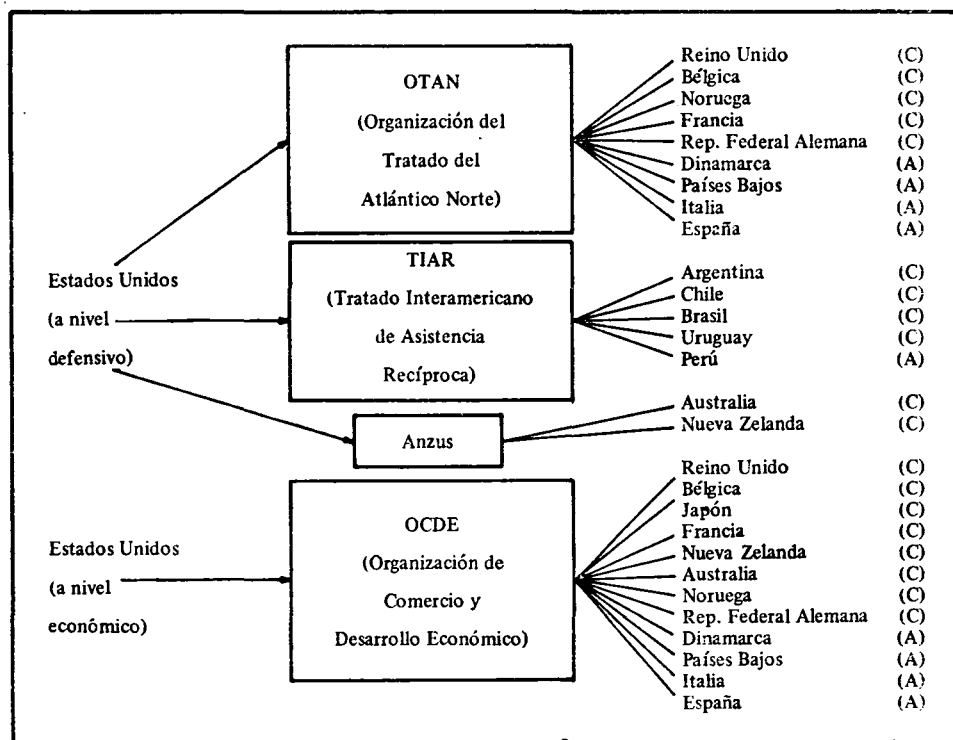 OTAN
(Organización del
Tratado del
Atlántico Norte)
Reino Unido (C)
Bélgica (C)
Noruega (C)
Francia (C)
Rep. Federal Alemana (C)
Dinamarca (A)
Países Bajos (A)
Italia (A)
España (A)
Estados Unidos
(a nivel
defensivo)
TIAR
(Tratado Interamericano
de Asistencia
Recíproca)
Argentina (C)
Chile (C)
Brasil (C)
Uruguay (C)
Perú (A)
Anzus
Australia (C)
Nueva Zelanda (C)
Estados Unidos
(a nivel
económico)
OCDE
(Organización de
Comercio y
Desarrollo Económico)
Reino Unido (C)
Bélgica (C)
Japón (C)
Francia (C)
Nueva Zelanda (C)
Australia (C)
Noruega (C)
Rep. Federal Alemana (C)
Dinamarca (A)
Países Bajos (A)
Italia (A)
España (A)